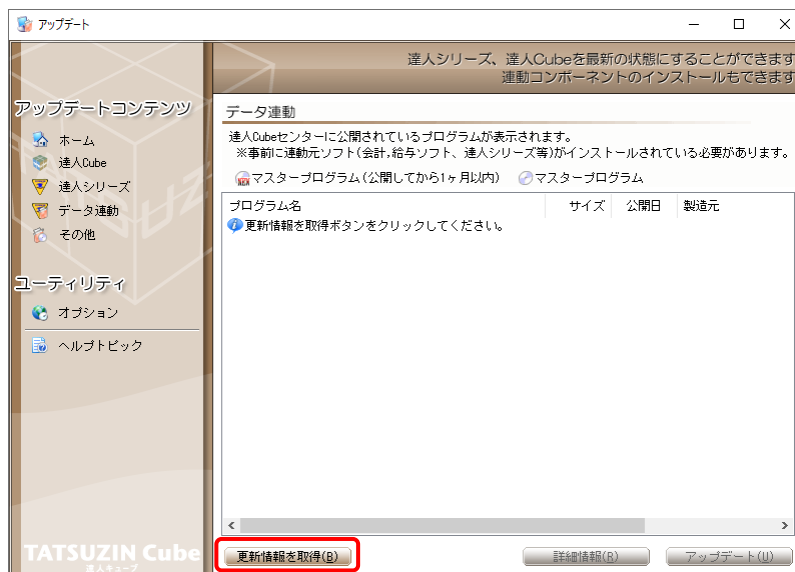 アップデート
達人シリーズ、達人Cubeを最新の状態にすることができます
連動コンポーネントのインストールもできます
アップデートコンテンツ
ホーム
達人Cube
達人シリーズ
データ連動
その他
ユーティリティ
オプション
ヘルプトピック
TATSUZIN Cube
達人キューブ
データ連動
達人Cubeセンターに公開されているプログラムが表示されます。
※事前に連動元ソフト(会計,給与ソフト、達人シリーズ等)がインストールされている必要があります。
マスタープログラム(公開してから1ヶ月以内) マスタープログラム
プログラム名 サイズ 公開日 製造元
更新情報を取得ボタンをクリックしてください。
更新情報を取得(B) 詳細情報(R) アップデート(U)